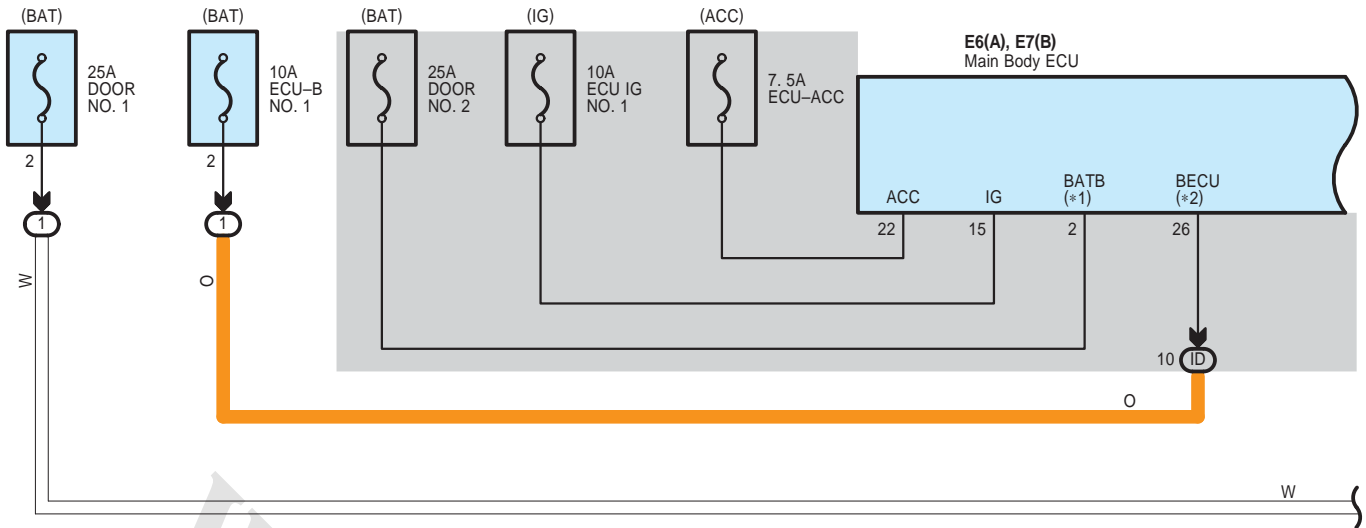 (BAT)
(BAT)
(BAT)
(IG)
(ACC)
25A
DOOR
NO. 1
10A
ECU–B
NO. 1
25A
DOOR
NO. 2
10A
ECU IG
NO. 1
7. 5A
ECU–ACC
E6(A), E7(B)
Main Body ECU
ACC
IG
BATB
(∗1)
BECU
(∗2)
2
2
22
15
2
26
1
1
W
O
10
ID
O
W